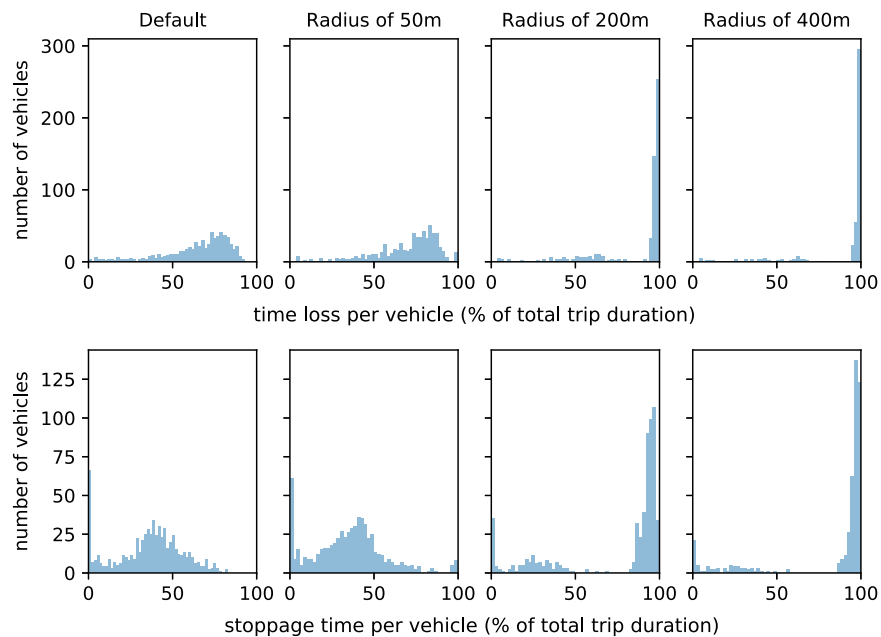 Default Radius of 50m Radius of 200m Radius of 400m
300
200
100
0
number of vehicles
0 50 100 0 50 100 0 50 100 0 50 100
time loss per vehicle (% of total trip duration)
125
100
75
50
25
0
number of vehicles
0 50 100 0 50 100 0 50 100 0 50 100
stoppage time per vehicle (% of total trip duration)